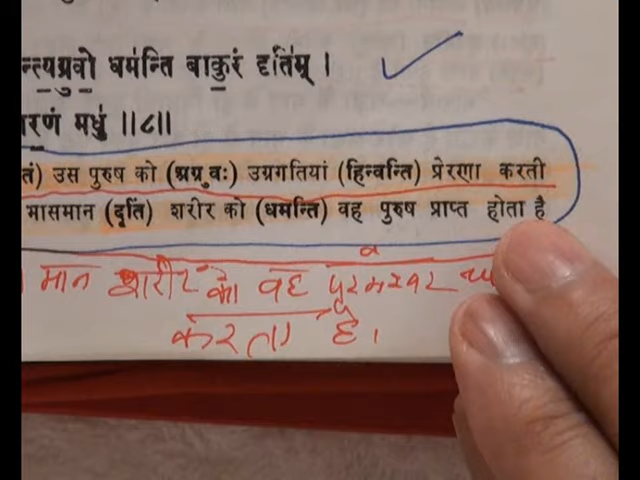 न्त्यग्रुवो धमन्ति बाकुरं दृतिम् ।
रणं मधु ॥८॥
तं) उस पुरुष को (अग्रुवः) उग्रगतियां (हिन्वन्ति) प्रेरणा करती
भासमान (दृतिं) शरीर को (धमन्ति) वह पुरुष प्राप्त होता है
मान शरीर को वह परमेश्वर
करता है।